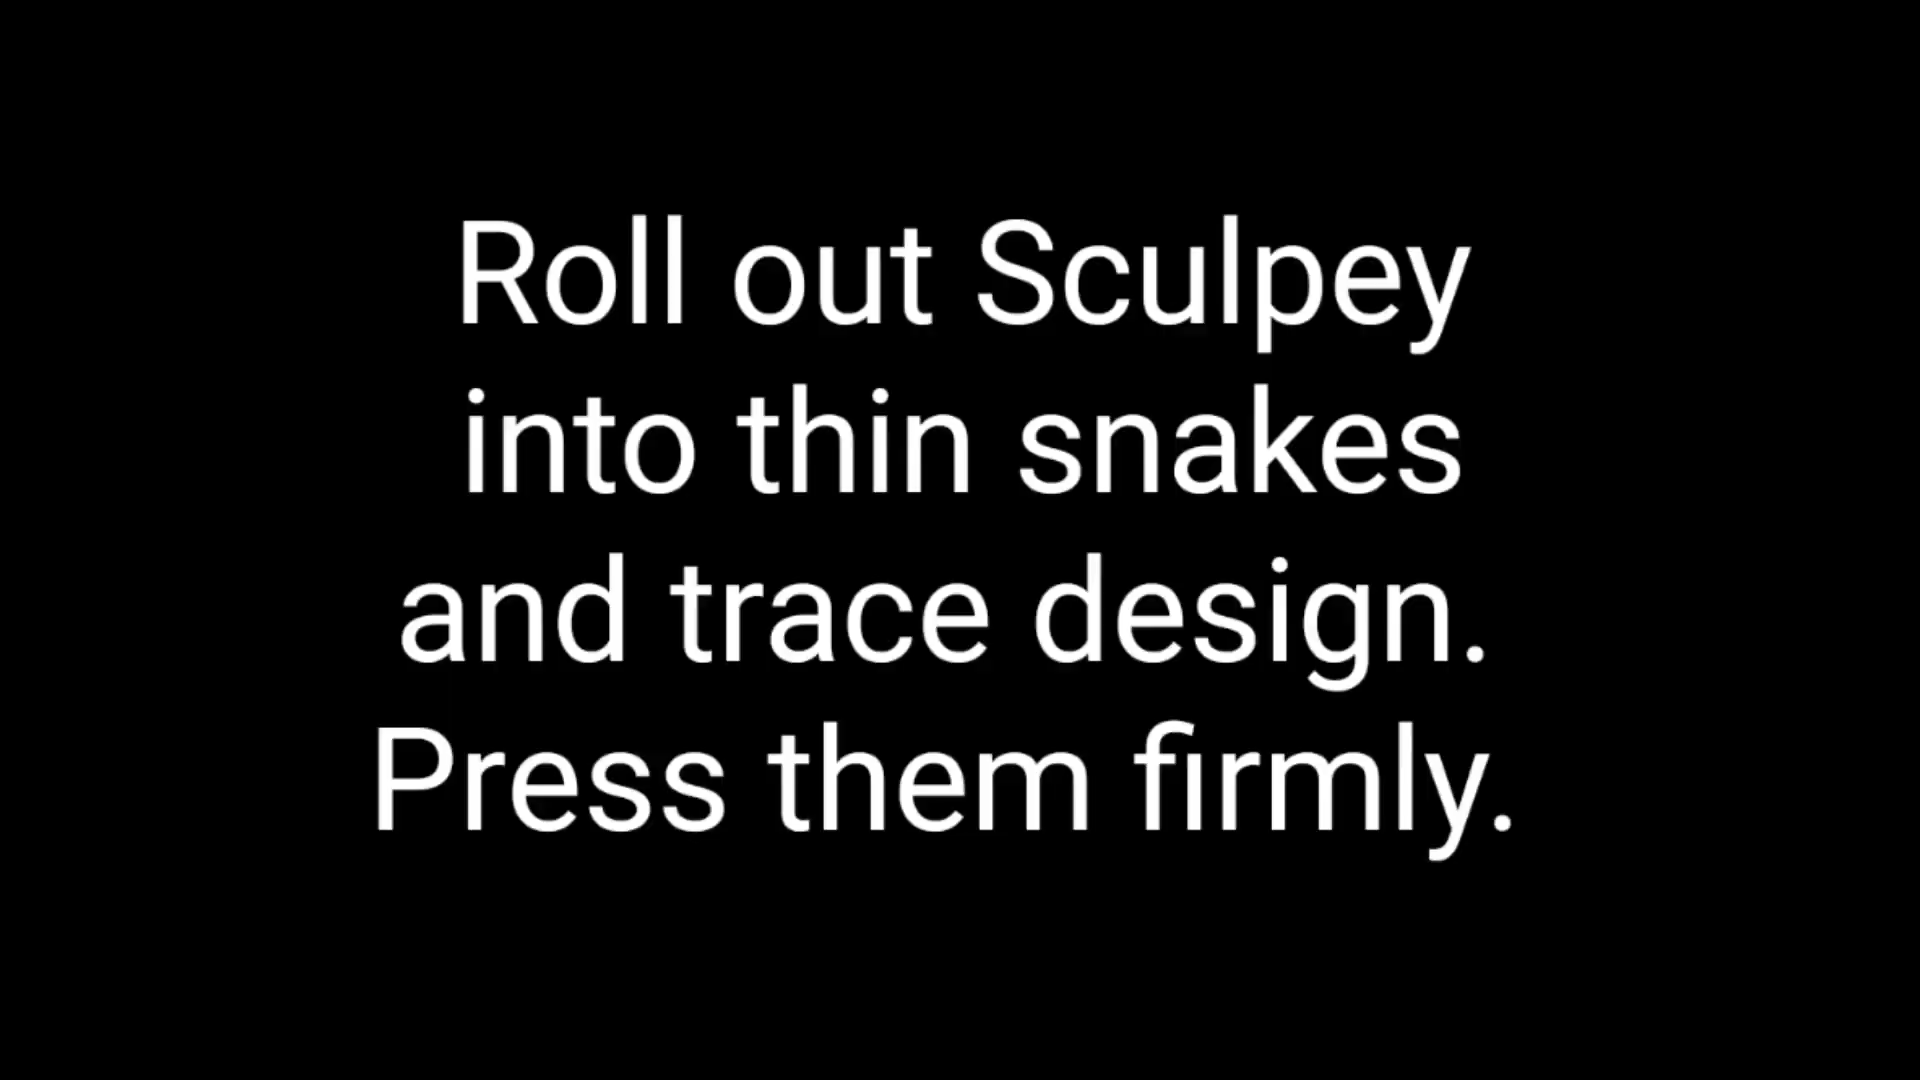 Roll out Sculpey
into thin snakes
and trace design.
Press them firmly.